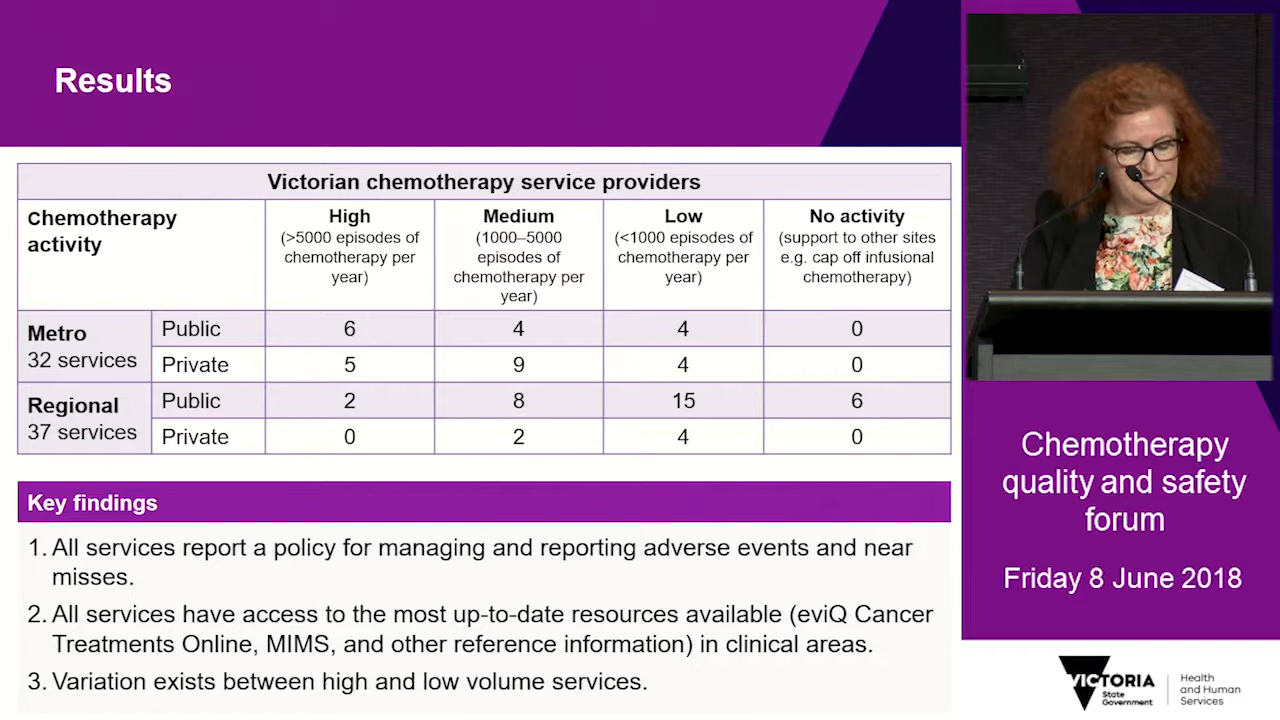 Results
Victorian chemotherapy service providers
Chemotherapy
activity
High
(>5000 episodes of
chemotherapy per
year)
Medium
(1000–5000
episodes of
chemotherapy per
year)
Low
(<1000 episodes of
chemotherapy per
year)
No activity
(support to other sites
e.g. cap off infusional
chemotherapy)
Metro
32 services
Public 6 4 4 0
Private 5 9 4 0
Regional
37 services
Public 2 8 15 6
Private 0 2 4 0
Key findings
1. All services report a policy for managing and reporting adverse events and near
misses.
2. All services have access to the most up-to-date resources available (eviQ Cancer
Treatments Online, MIMS, and other reference information) in clinical areas.
3. Variation exists between high and low volume services.
Chemotherapy
quality and safety
forum
Friday 8 June 2018
VICTORIA
State
Government
Health
and Human
Services